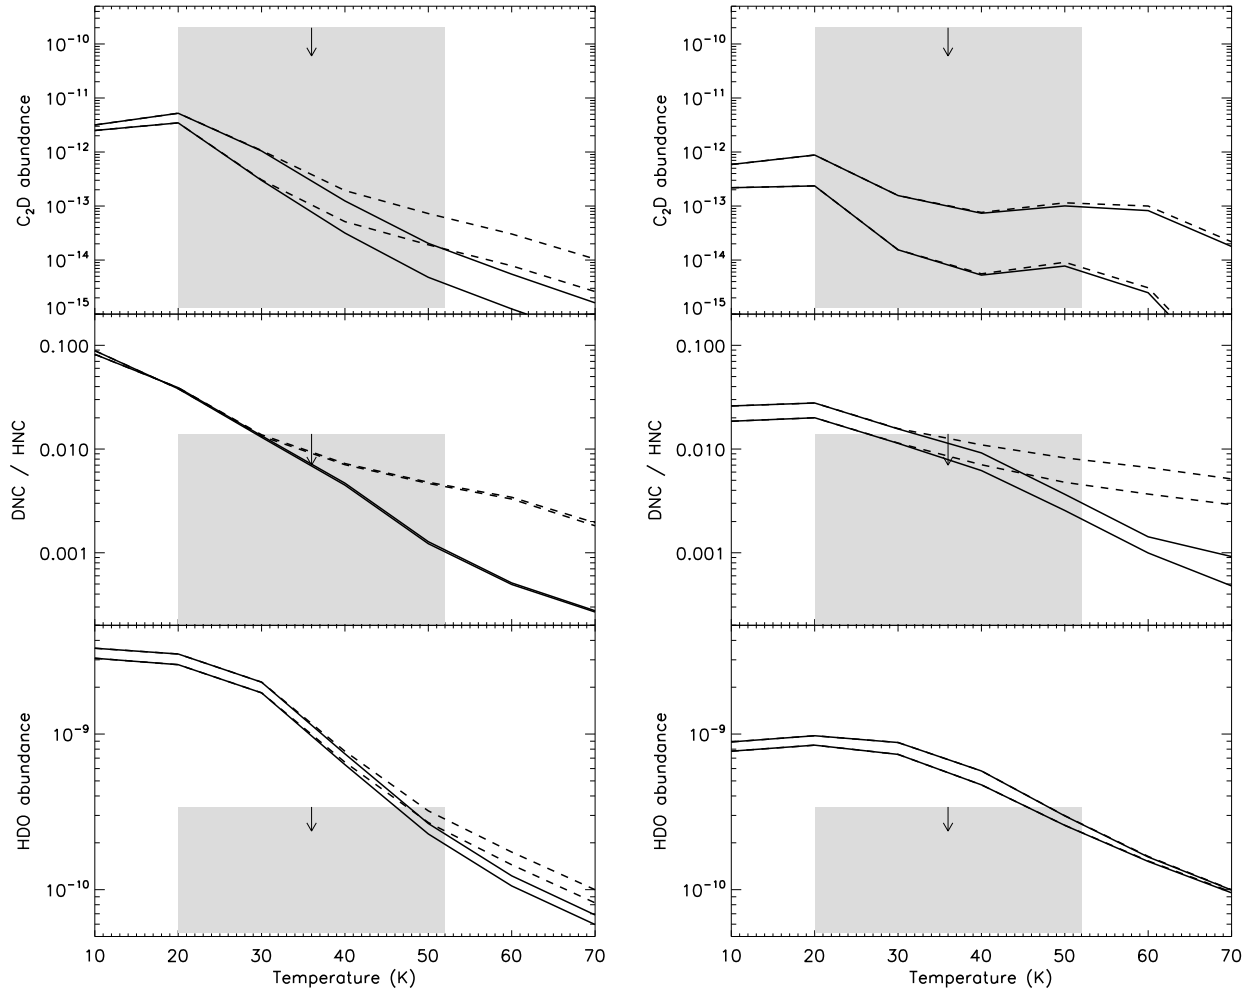 C₂D abundance
10⁻¹⁰
10⁻¹¹
10⁻¹²
10⁻¹³
10⁻¹⁴
10⁻¹⁵
C₂D abundance
10⁻¹⁰
10⁻¹¹
10⁻¹²
10⁻¹³
10⁻¹⁴
10⁻¹⁵
DNC / HNC
0.100
0.010
0.001
DNC / HNC
0.100
0.010
0.001
HDO abundance
10⁻⁹
10⁻¹⁰
10 20 30 40 50 60 70
Temperature (K)
HDO abundance
10⁻⁹
10⁻¹⁰
10 20 30 40 50 60 70
Temperature (K)